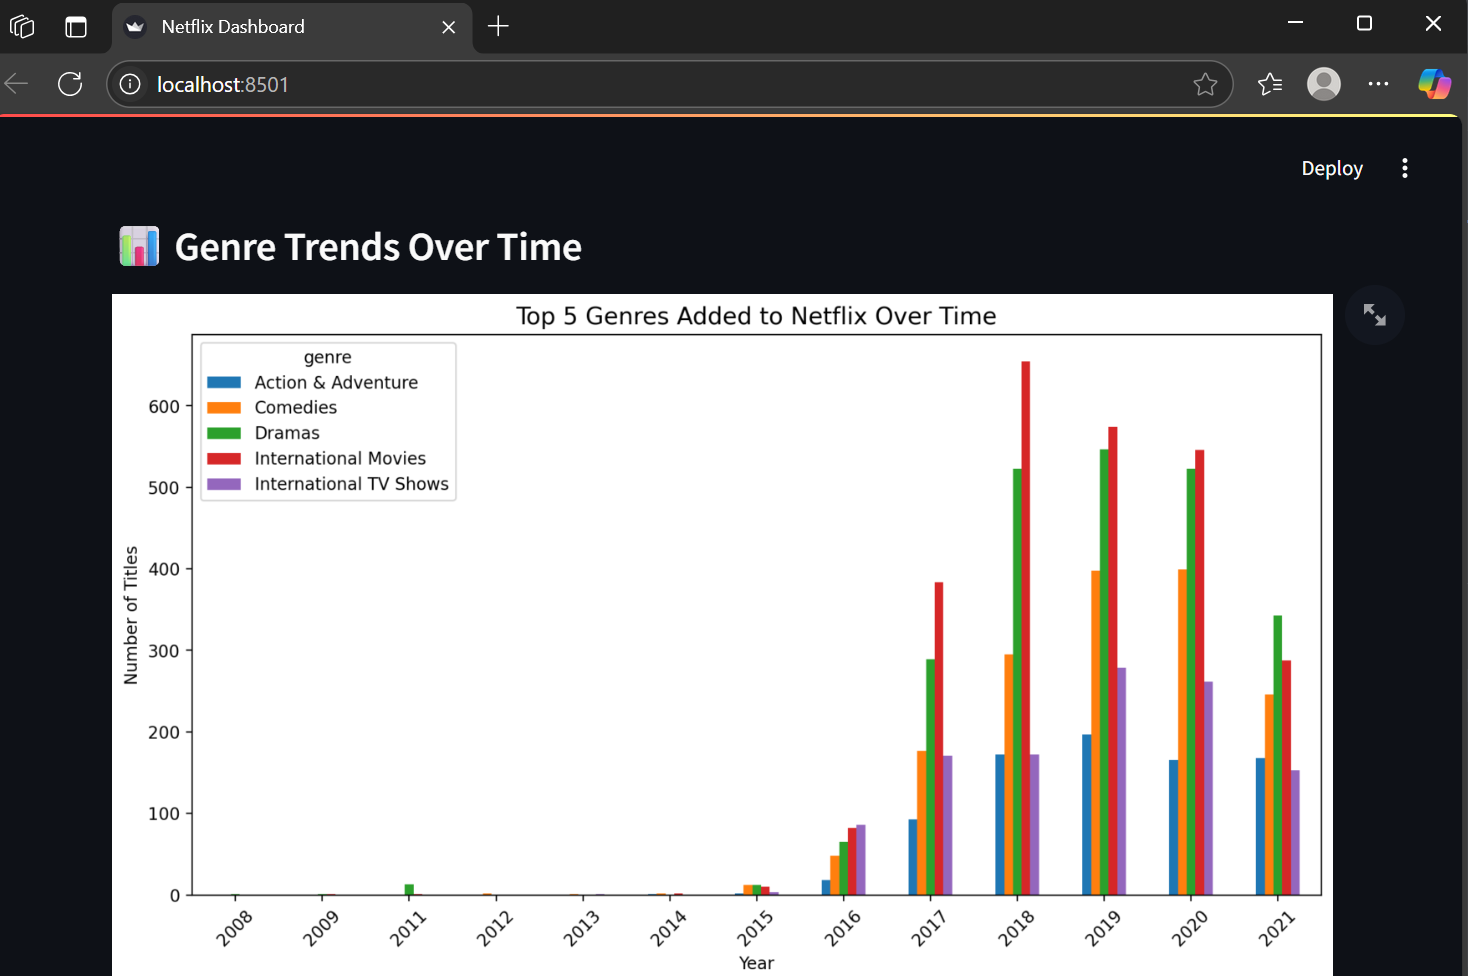 Netflix Dashboard
localhost:8501
Deploy
Genre Trends Over Time
Top 5 Genres Added to Netflix Over Time
genre
Action & Adventure
Comedies
Dramas
International Movies
International TV Shows
Number of Titles
600
500
400
300
200
100
0
2008 2009 2011 2012 2013 2014 2015 2016 2017 2018 2019 2020 2021
Year